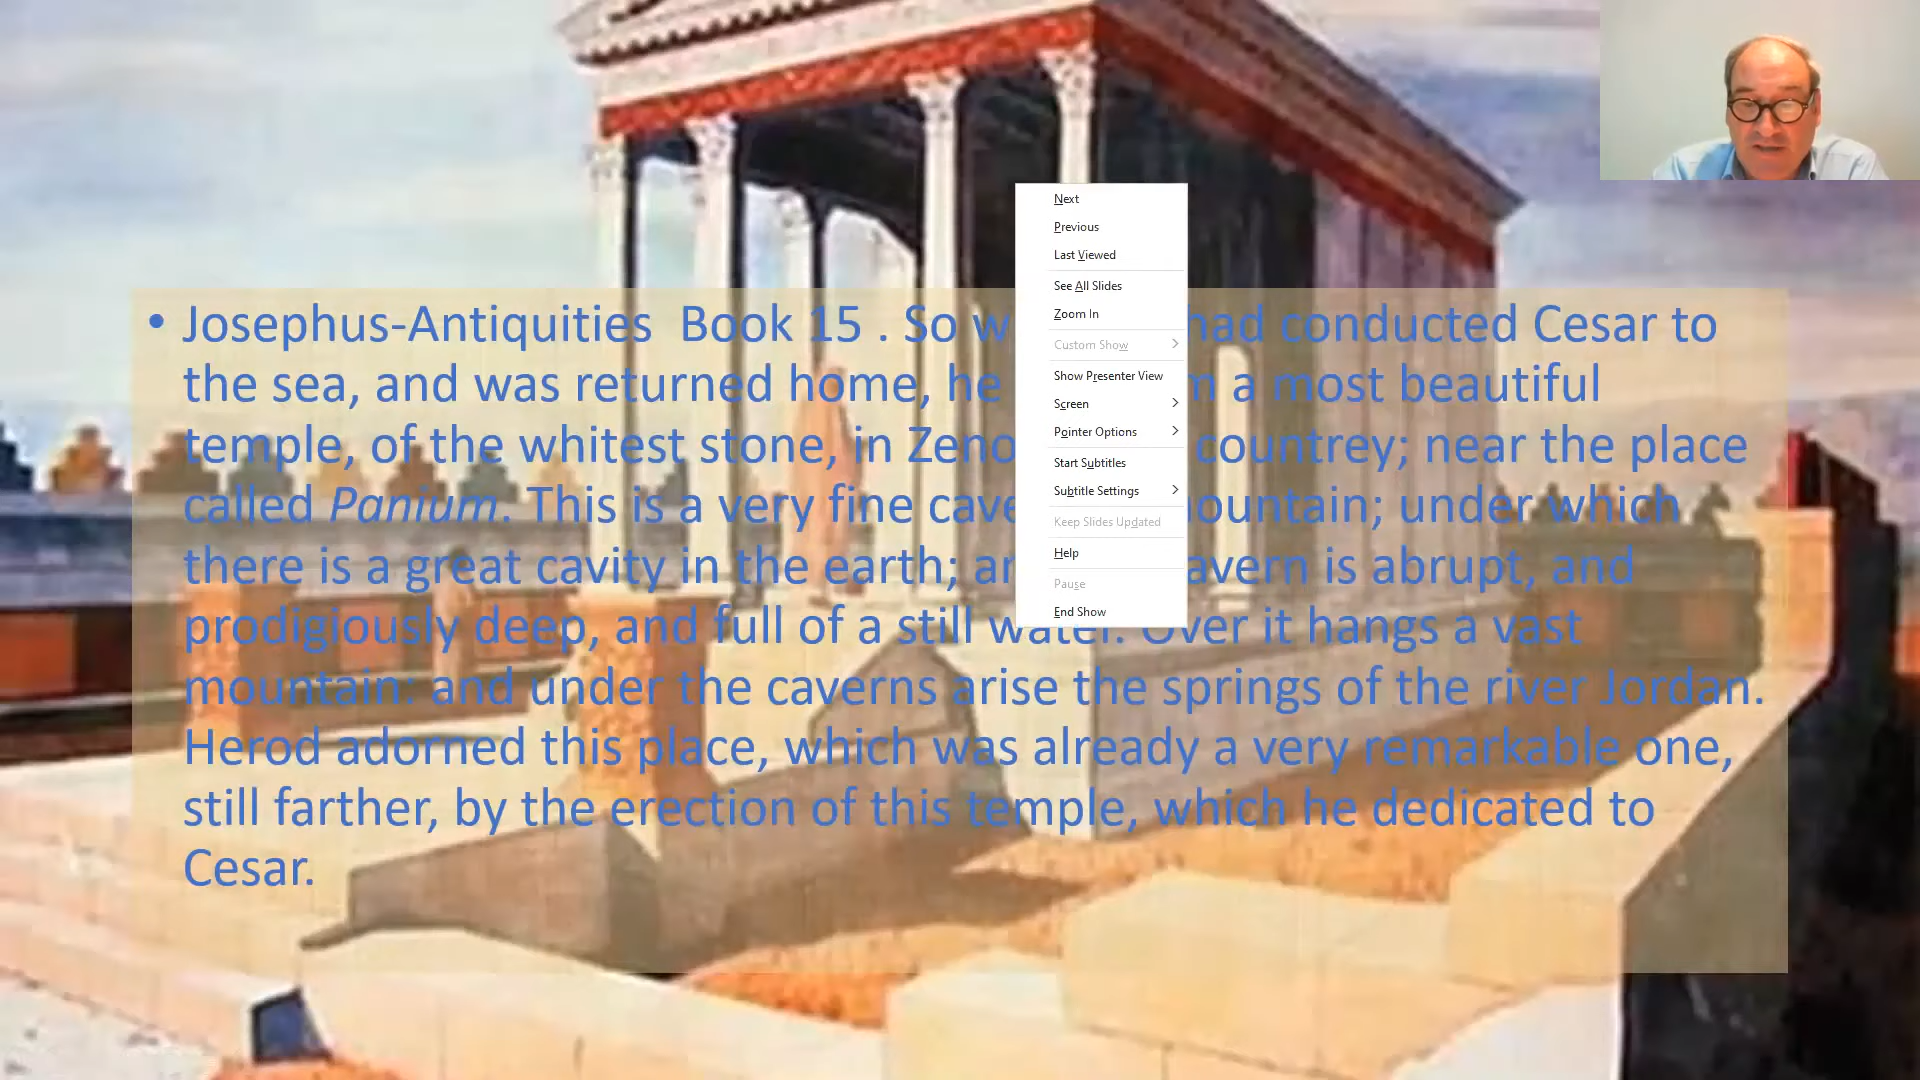 • Josephus-Antiquities Book 15 . So had conducted Cesar to
the sea, and was returned home, he a most beautiful
temple, of the whitest stone, in countrey; near the place
called Panium. This is a very fine mountain; under which
there is a great cavity in the earth; cavern is abrupt, and
prodigiously deep, and full of a still water. Over it hangs a vast
mountain: and under the caverns arise the springs of the river Jordan.
Herod adorned this place, which was already a very remarkable one,
still farther, by the erection of this temple, which he dedicated to
Cesar.
Next
Previous
Last Viewed
See All Slides
Zoom In
Custom Show
Show Presenter View
Screen
Pointer Options
Start Subtitles
Subtitle Settings
Keep Slides Updated
Help
Pause
End Show